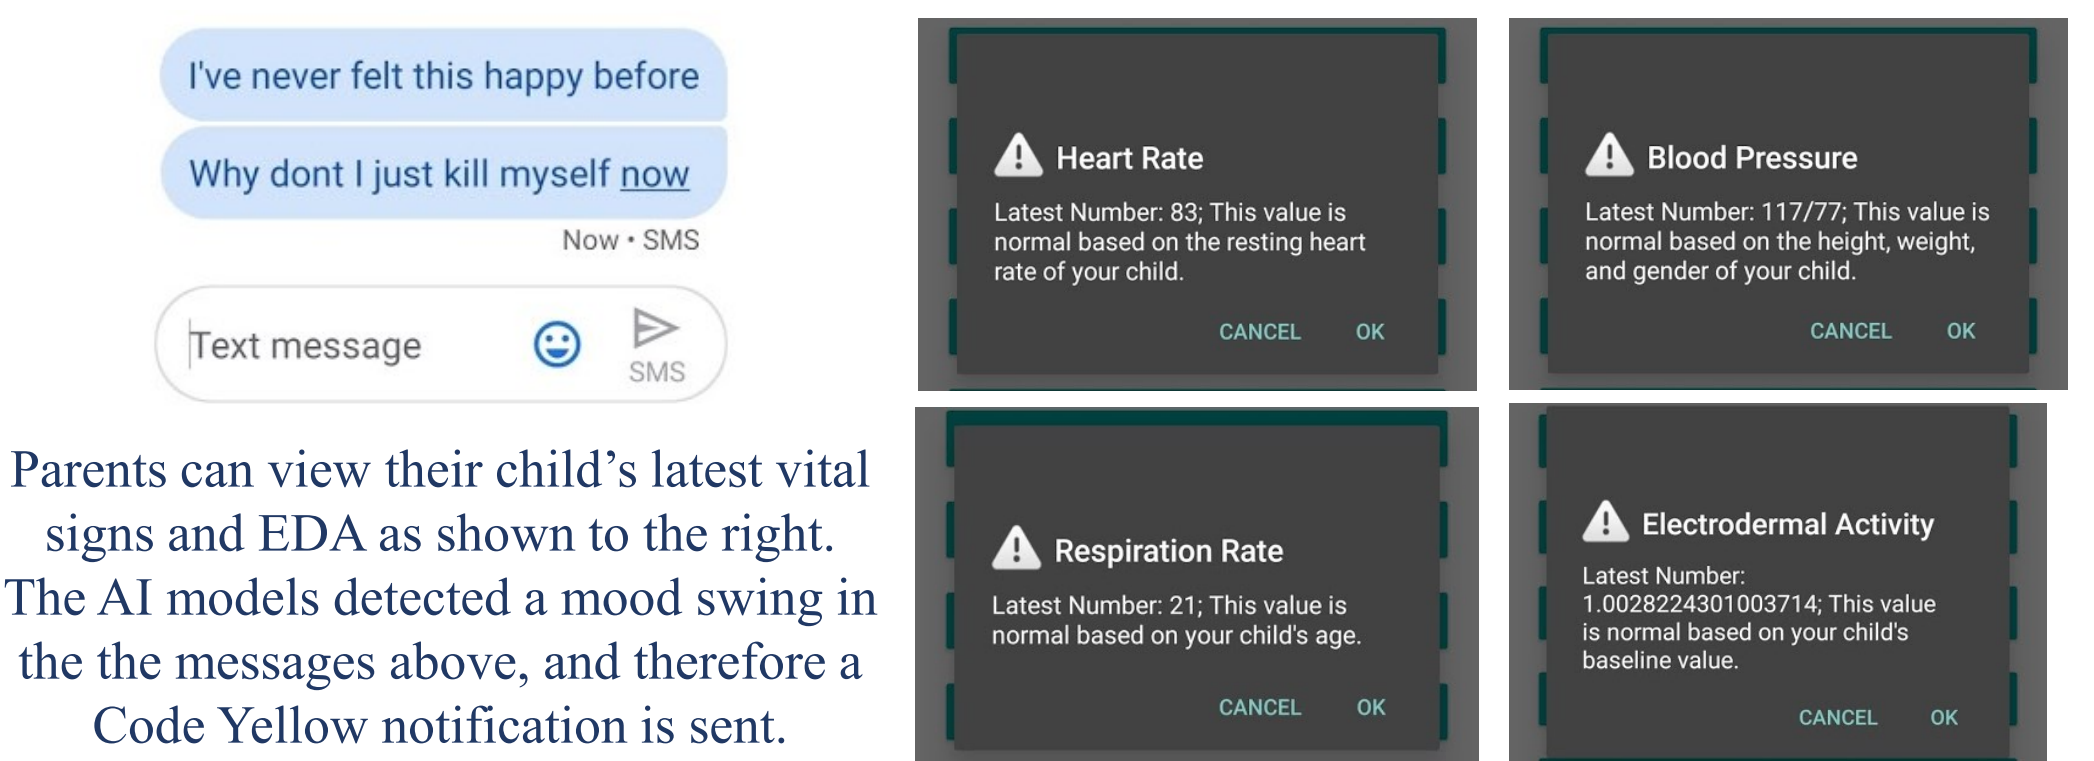 I've never felt this happy before
Why dont I just kill myself now
Now • SMS
Text message
SMS
Parents can view their child’s latest vital
signs and EDA as shown to the right.
The AI models detected a mood swing in
the the messages above, and therefore a
Code Yellow notification is sent.
Heart Rate
Latest Number: 83; This value is
normal based on the resting heart
rate of your child.
CANCEL OK
Blood Pressure
Latest Number: 117/77; This value is
normal based on the height, weight,
and gender of your child.
CANCEL OK
Respiration Rate
Latest Number: 21; This value is
normal based on your child's age.
CANCEL OK
Electrodermal Activity
Latest Number:
1.0028224301003714; This value
is normal based on your child's
baseline value.
CANCEL OK